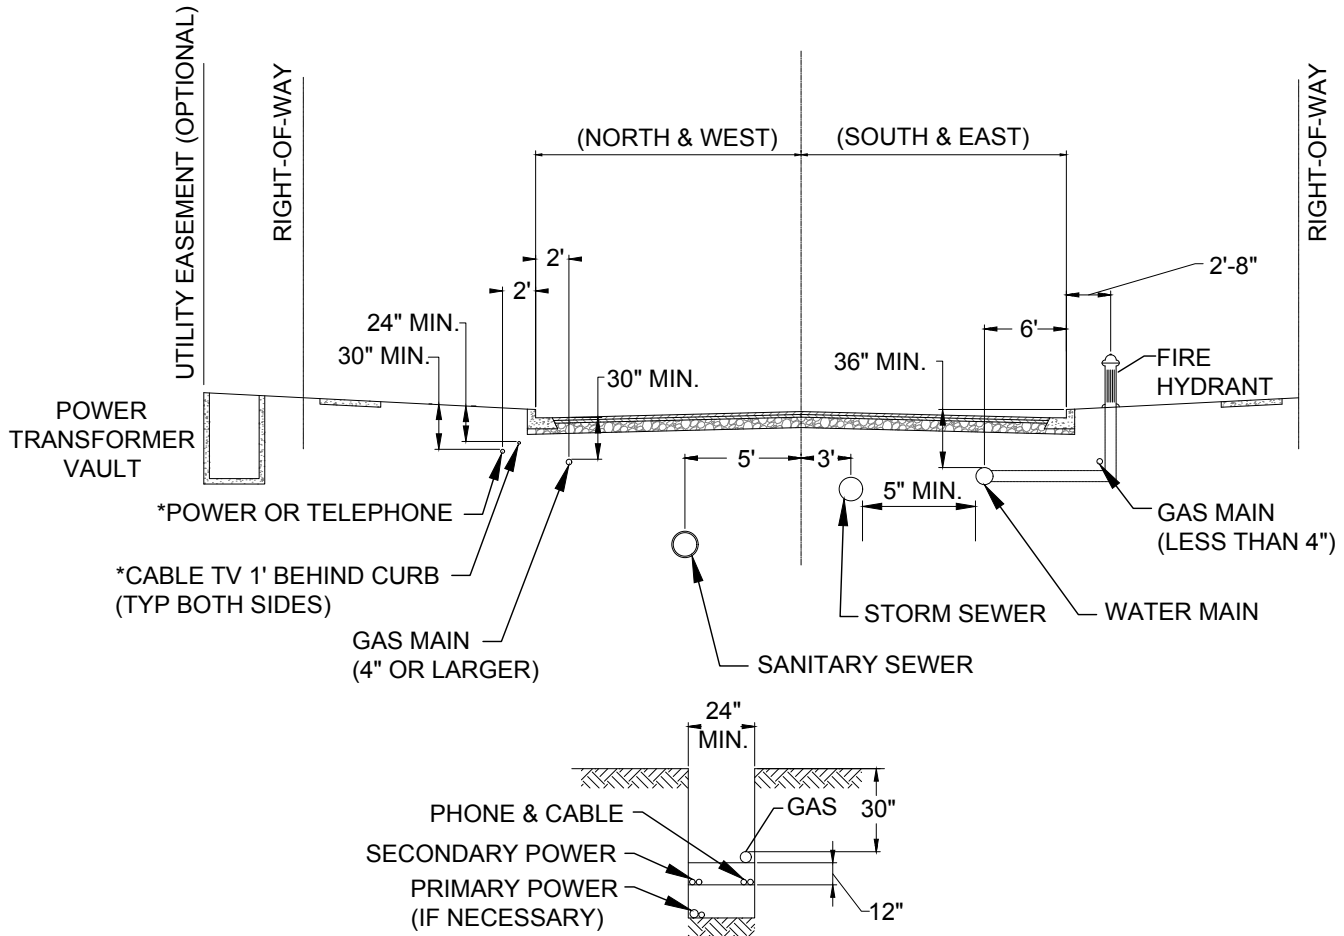 UTILITY EASEMENT (OPTIONAL)
RIGHT-OF-WAY
(NORTH & WEST)
(SOUTH & EAST)
RIGHT-OF-WAY
2'
2'
2'-8"
24" MIN.
30" MIN.
30" MIN.
36" MIN.
6'
FIRE
HYDRANT
POWER
TRANSFORMER
VAULT
5'
3'
5" MIN.
*POWER OR TELEPHONE
GAS MAIN
(LESS THAN 4")
*CABLE TV 1' BEHIND CURB
(TYP BOTH SIDES)
STORM SEWER
WATER MAIN
GAS MAIN
(4" OR LARGER)
SANITARY SEWER
24"
MIN.
PHONE & CABLE
GAS
30"
SECONDARY POWER
PRIMARY POWER
(IF NECESSARY)
12"